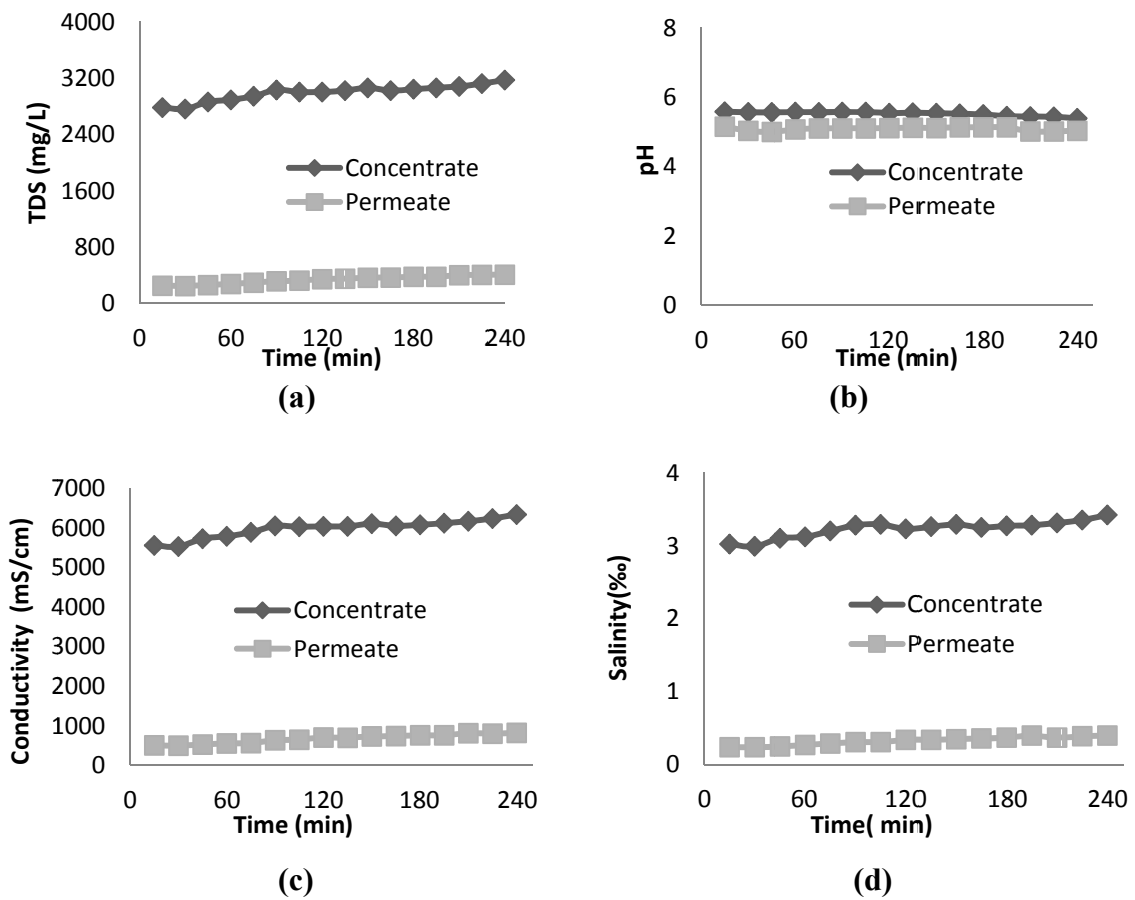 4000
3200
2400
1600
800
0
TDS (mg/L)
Concentrate
Permeate
0 60 120 180 240
Time (min)
(a)
8
6
4
2
0
pH
Concentrate
Permeate
0 60 120 180 240
Time (min)
(b)
7000
6000
5000
4000
3000
2000
1000
0
Conductivity (mS/cm)
Concentrate
Permeate
0 60 120 180 240
Time (min)
(c)
4
3
2
1
0
Salinity(‰)
Concentrate
Permeate
0 60 120 180 240
Time( min)
(d)